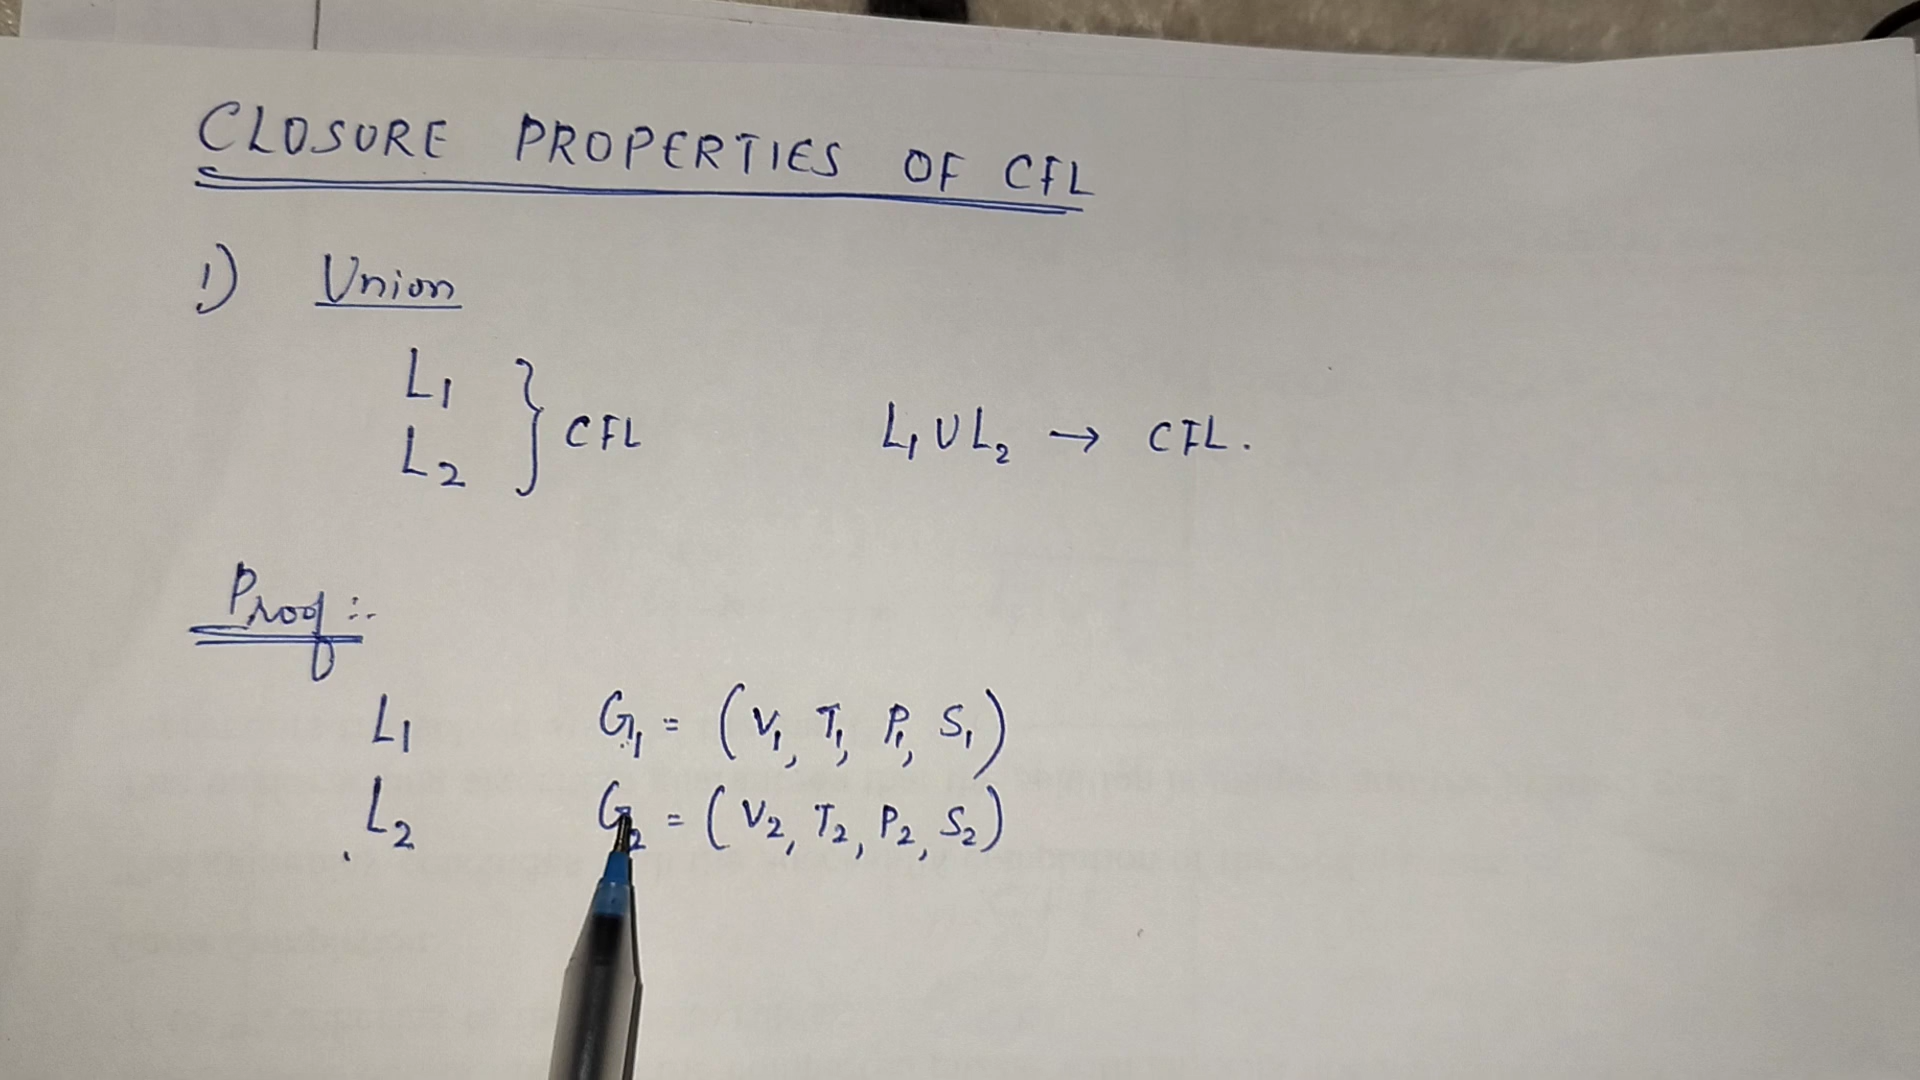 CLOSURE PROPERTIES OF CFL
1) Union
L1
L2 } CFL L1 U L2 → CFL.
Proof :-
L1 G1 = (V1, T1, P1, S1)
L2 G2 = (V2, T2, P2, S2)